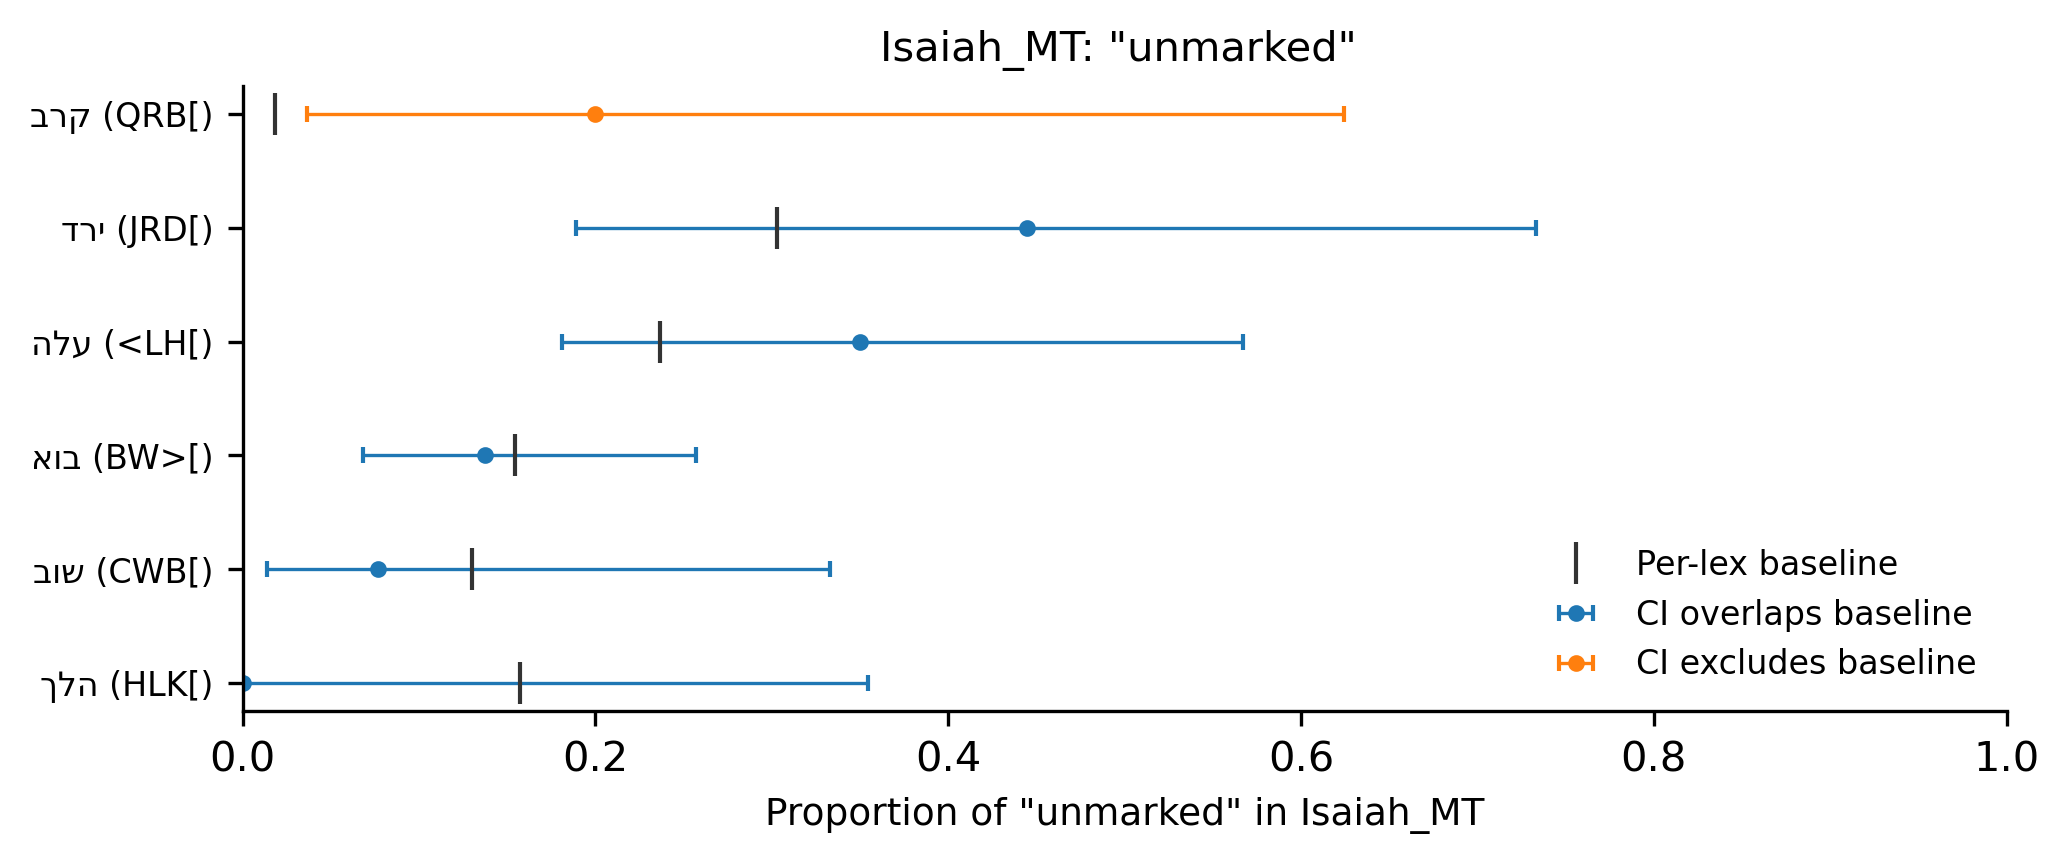 Isaiah_MT: "unmarked"
קרב (QRB[)
ירד (JRD[)
עלה (<LH[)
בוא (BW>[)
שוב (CWB[)
הלך (HLK[)
Per-lex baseline
CI overlaps baseline
CI excludes baseline
0.0 0.2 0.4 0.6 0.8 1.0
Proportion of "unmarked" in Isaiah_MT